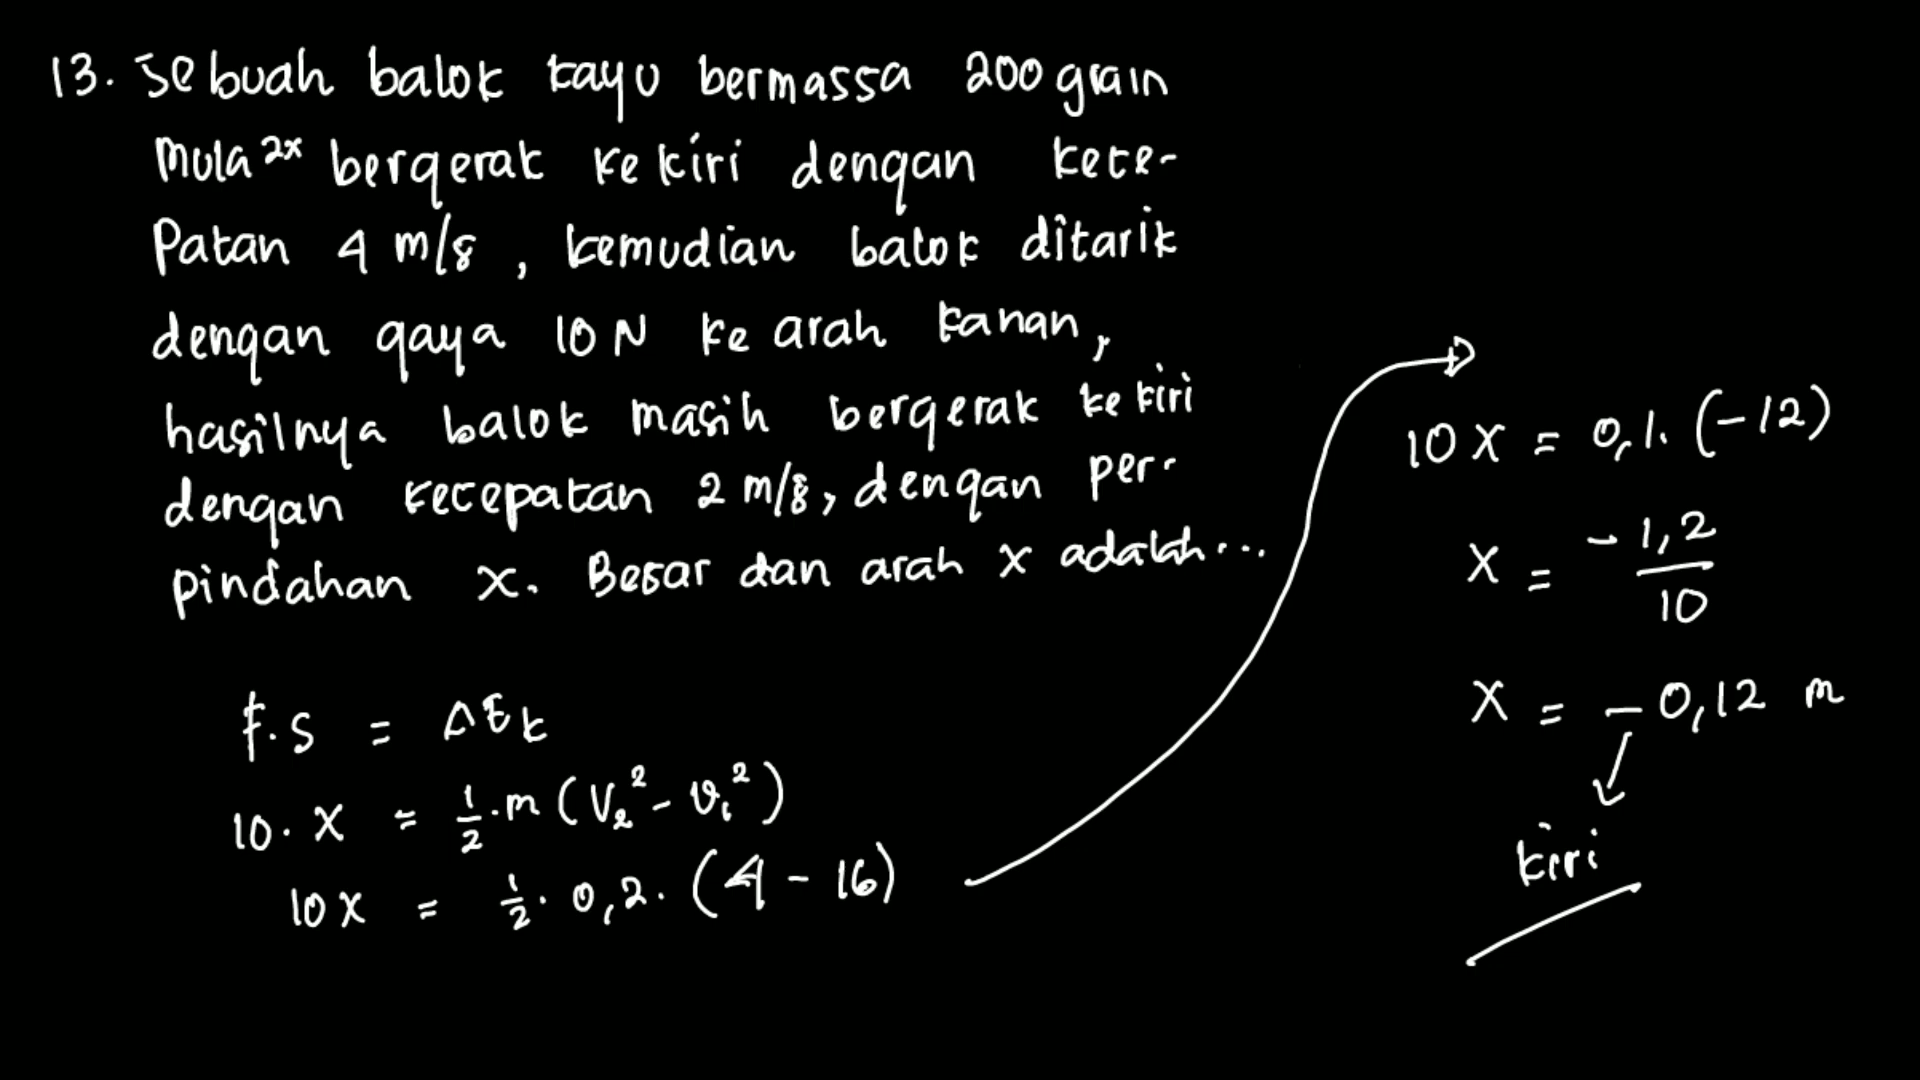 13. Sebuah balok kayu bermassa 200 gram
Mula 2x bergerak ke kiri dengan kece-
Patan 4 m/s, kemudian balok ditarik
dengan gaya 10 N ke arah kanan,
hasilnya balok masih bergerak ke kiri
dengan kecepatan 2 m/s, dengan per-
pindahan x. Besar dan arah x adalah...
F.S = ΔEk
10. X = 1/2 . m (V₂² - v₁²)
10 X = 1/2 . 0,2. (4 - 16)
10 X = 0,1. (-12)
X = -1,2/10
X = -0,12 m
kiri